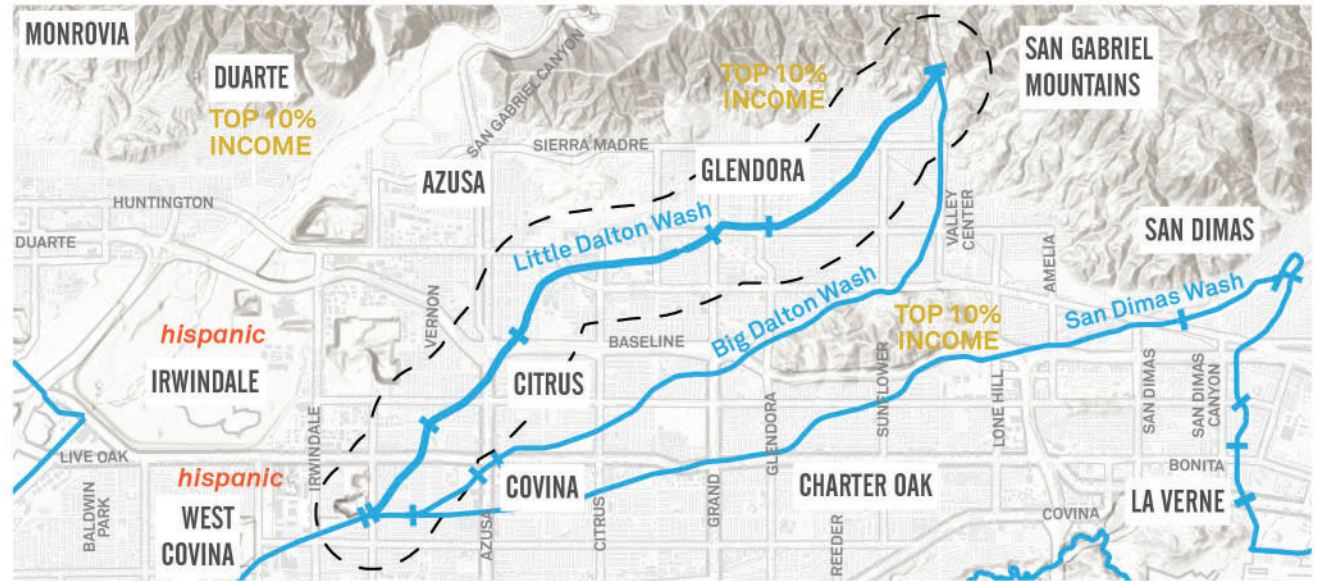 MONROVIA
DUARTE
TOP 10%
INCOME
SAN GABRIEL CANYON
TOP 10%
INCOME
SAN GABRIEL
MOUNTAINS
SIERRA MADRE
AZUSA
GLENDORA
HUNTINGTON
DUARTE
Little Dalton Wash
VALLEY
CENTER
SAN DIMAS
AMELIA
VERNON
Big Dalton Wash
San Dimas Wash
TOP 10%
INCOME
hispanic
IRWINDALE
BASELINE
CITRUS
SUNFLOWER
LONE HILL
SAN DIMAS
SAN DIMAS
CANYON
IRWINDALE
GLENDORA
LIVE OAK
BONITA
hispanic
WEST
COVINA
BALDWIN
PARK
COVINA
CHARTER OAK
LA VERNE
AZUSA
CITRUS
GRAND
REEDER
COVINA